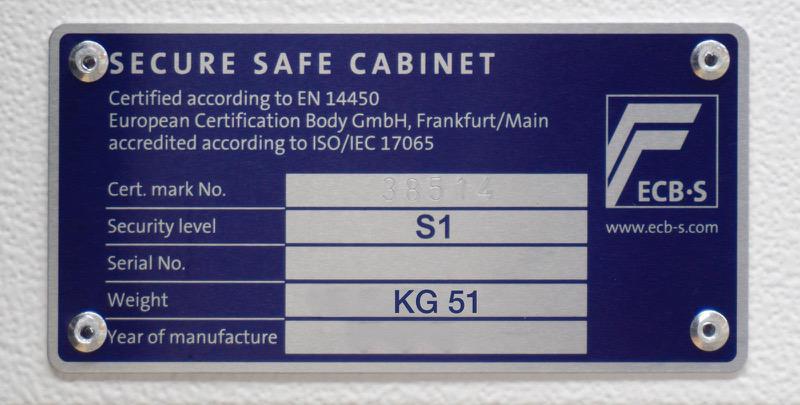 SECURE SAFE CABINET
Certified according to EN 14450
European Certification Body GmbH, Frankfurt/Main
accredited according to ISO/IEC 17065
ECB·S
www.ecb-s.com
Cert. mark No. 38514
Security level S1
Serial No.
Weight KG 51
Year of manufacture